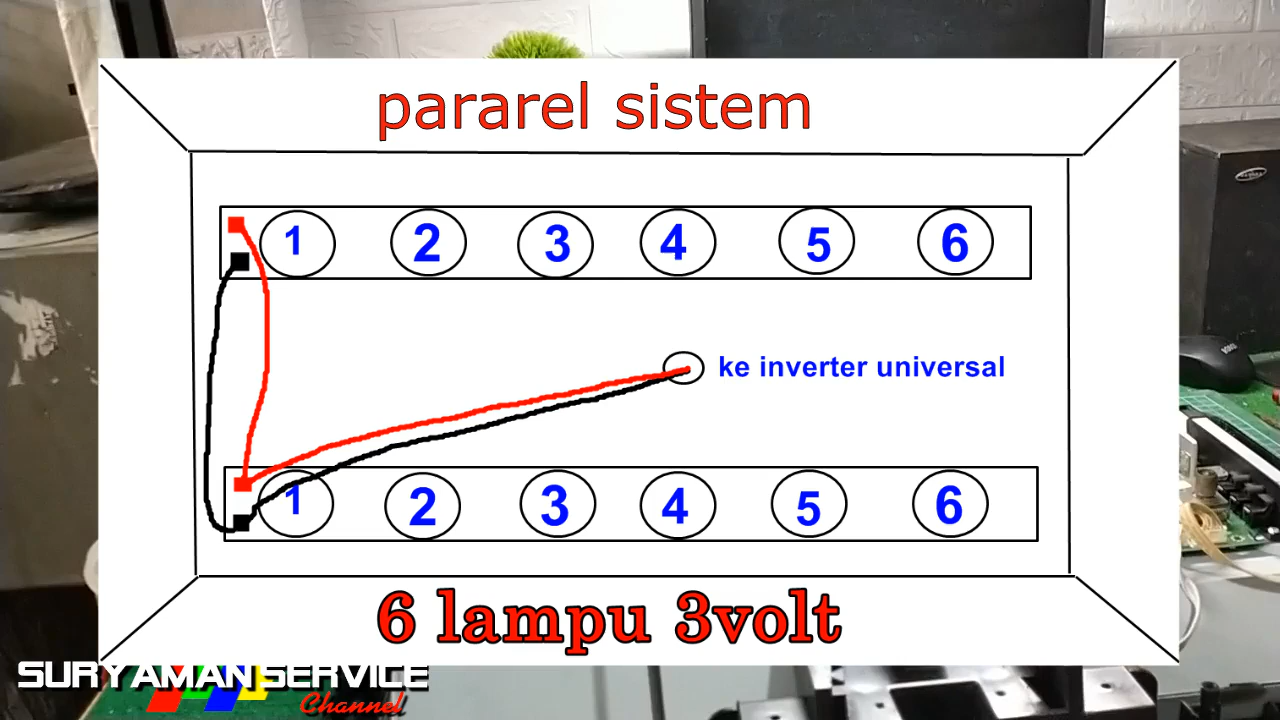 pararel sistem
1 2 3 4 5 6
ke inverter universal
1 2 3 4 5 6
6 lampu 3volt
SURYAMAN SERVICE
Channel